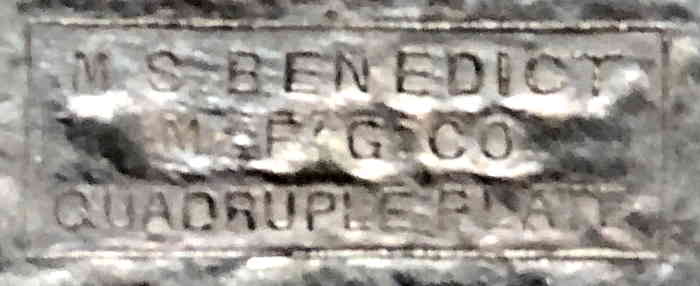 M S BENEDICT
M F'G CO
QUADRUPLE PLATE